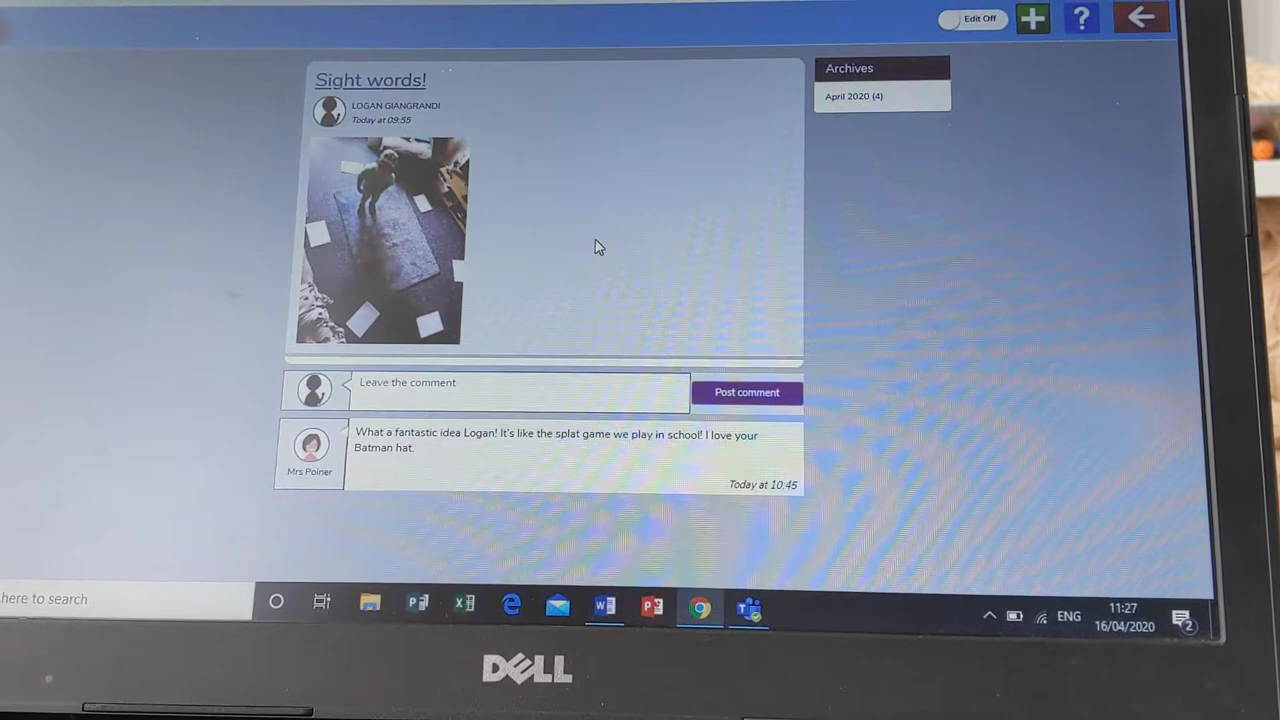 Edit Off
Sight words!
LOGAN GIANGRANDI
Today at 09:55
Archives
April 2020 (4)
Leave the comment
Post comment
What a fantastic idea Logan! It's like the splat game we play in school! I love your
Batman hat.
Mrs Poiner
Today at 10:45
here to search
ENG
11:27
16/04/2020
2
DELL